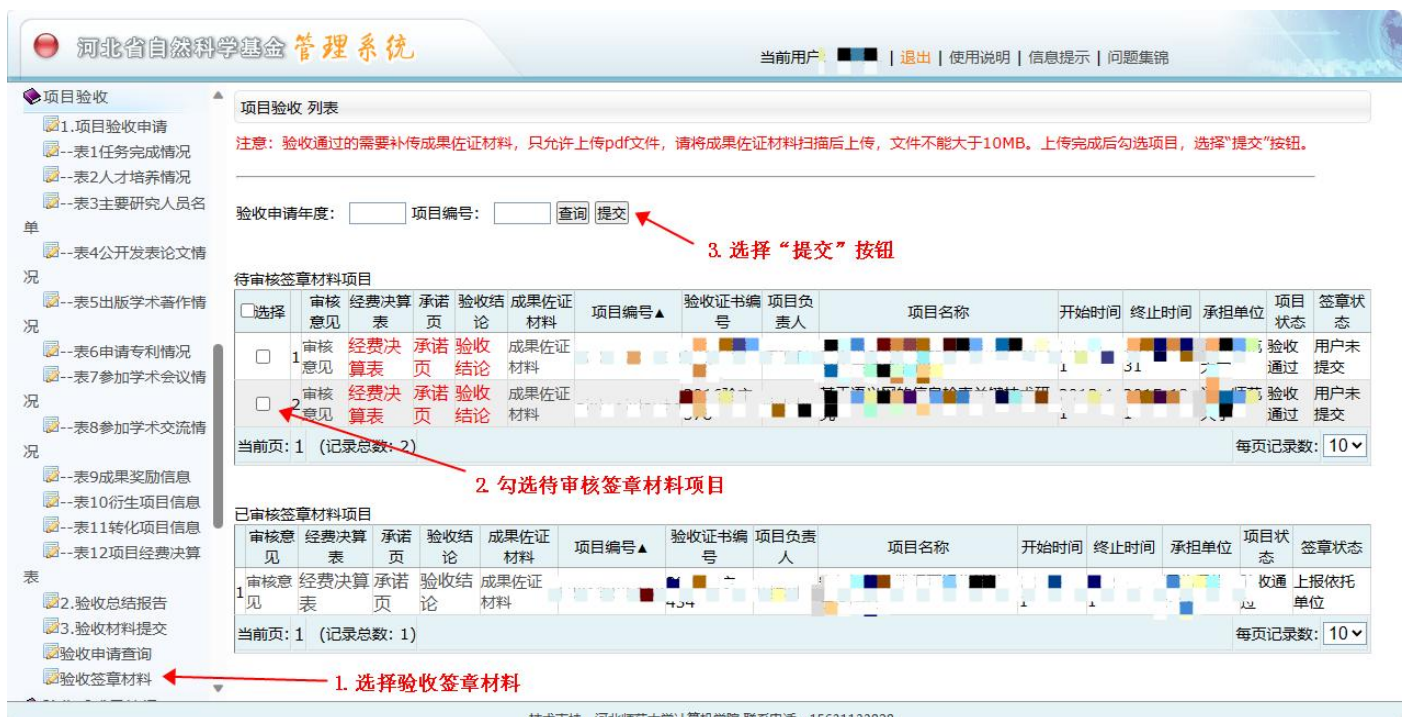 河北省自然科学基金 管理系统
当前用户: | 退出 | 使用说明 | 信息提示 | 问题集锦
项目验收
1.项目验收申请
--表1任务完成情况
--表2人才培养情况
--表3主要研究人员名
单
--表4公开发表论文情
况
--表5出版学术著作情
况
--表6申请专利情况
--表7参加学术会议情
况
--表8参加学术交流情
况
--表9成果奖励信息
--表10衍生项目信息
--表11转化项目信息
--表12项目经费决算
表
2.验收总结报告
3.验收材料提交
验收申请查询
验收签章材料
1. 选择验收签章材料
项目验收 列表
注意：验收通过的需要补传成果佐证材料，只允许上传pdf文件，请将成果佐证材料扫描后上传，文件不能大于10MB。上传完成后勾选项目，选择“提交”按钮。
验收申请年度： 项目编号： 查询 提交
3. 选择“提交”按钮
待审核签章材料项目
选择 审核意见 经费决算表 承诺页 验收结论 成果佐证材料 项目编号▲ 验收证书编号 项目负责人 项目名称 开始时间 终止时间 承担单位 项目状态 签章状态
1 审核意见 经费决算表 承诺页 验收结论 成果佐证材料 1 31 验收通过 用户未提交
2 审核意见 经费决算表 承诺页 验收结论 成果佐证材料 1 1 验收通过 用户未提交
当前页: 1 (记录总数: 2) 每页记录数: 10
2. 勾选待审核签章材料项目
已审核签章材料项目
审核意见 经费决算表 承诺页 验收结论 成果佐证材料 项目编号▲ 验收证书编号 项目负责人 项目名称 开始时间 终止时间 承担单位 项目状态 签章状态
1 审核意见 经费决算表 承诺页 验收结论 成果佐证材料 1 1 收通过 上报依托单位
当前页: 1 (记录总数: 1) 每页记录数: 10